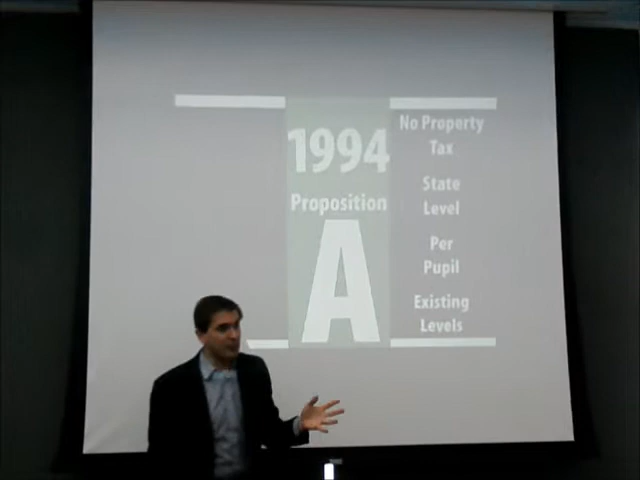 1994
Proposition
A
No Property
Tax
State
Level
Per
Pupil
Existing
Levels